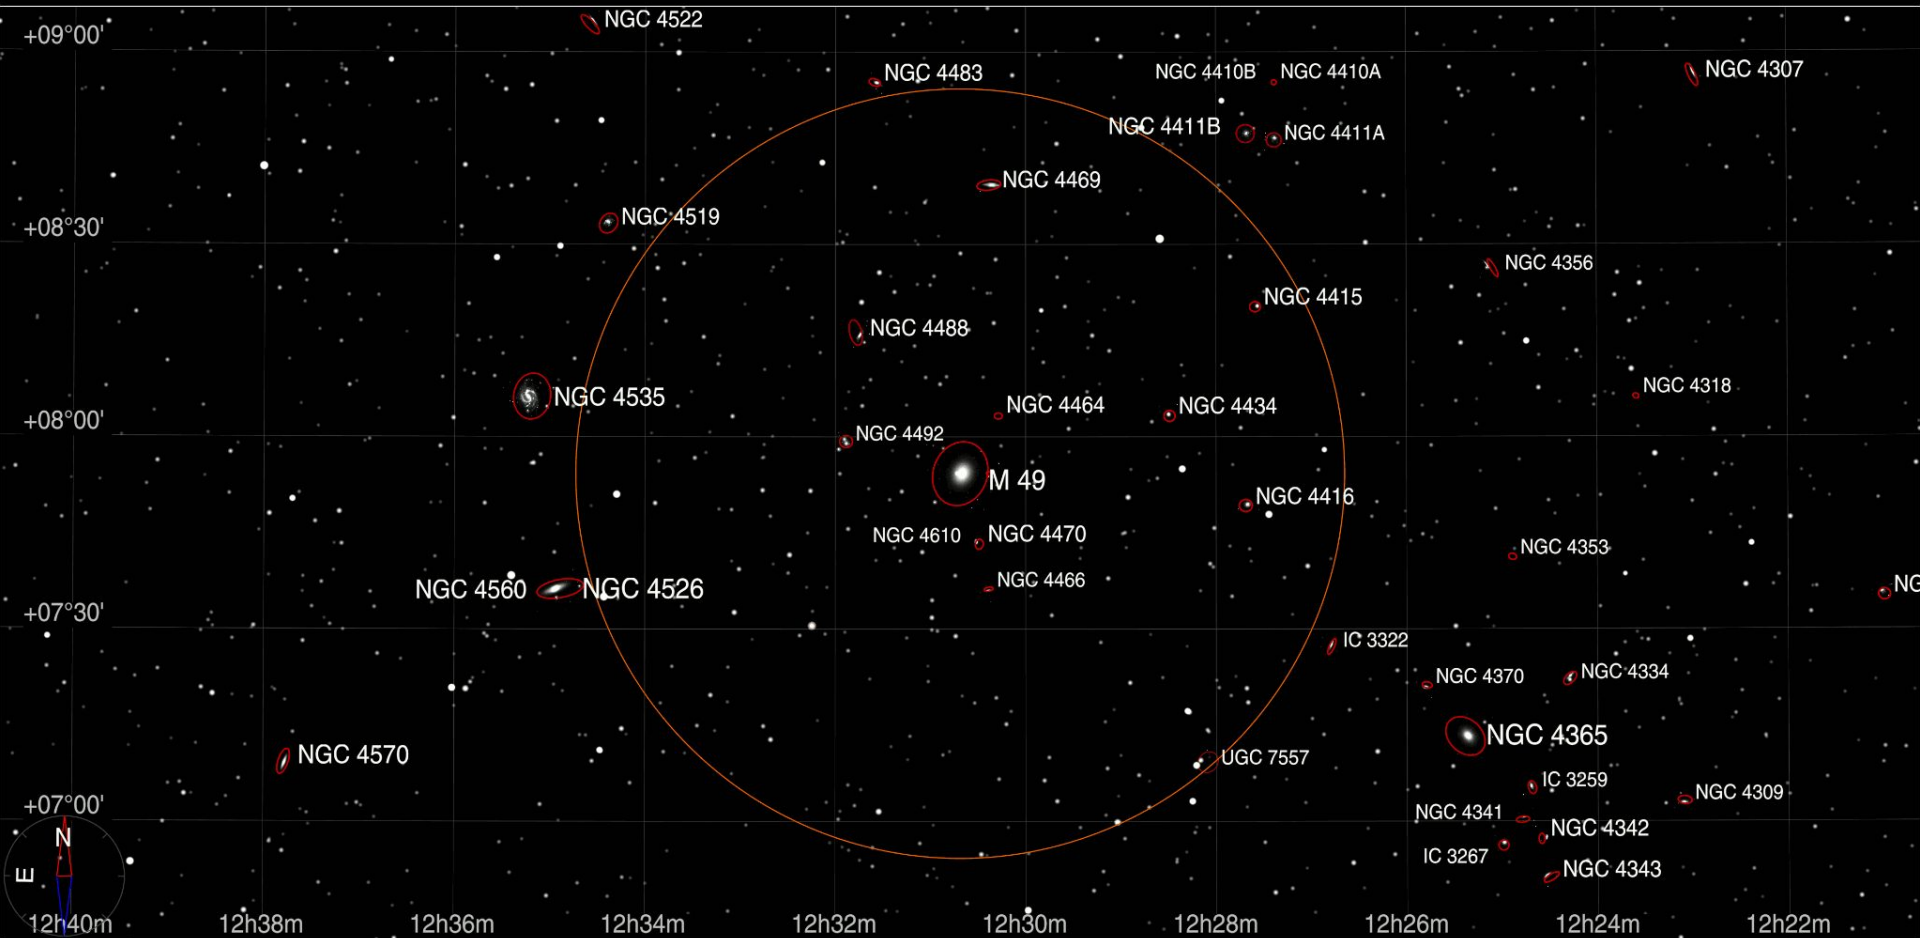 NGC 4522
+09°00'
NGC 4483
NGC 4410B
NGC 4410A
NGC 4307
NGC 4411B
NGC 4411A
NGC 4469
NGC 4519
+08°30'
NGC 4356
NGC 4415
NGC 4488
NGC 4318
NGC 4535
NGC 4464
NGC 4434
+08°00'
NGC 4492
M 49
NGC 4416
NGC 4610
NGC 4470
NGC 4353
NGC 4466
NG
NGC 4560
NGC 4526
+07°30'
IC 3322
NGC 4370
NGC 4334
NGC 4365
NGC 4570
UGC 7557
IC 3259
NGC 4309
+07°00'
NGC 4341
NGC 4342
N
IC 3267
NGC 4343
E
12h40m
12h38m
12h36m
12h34m
12h32m
12h30m
12h28m
12h26m
12h24m
12h22m